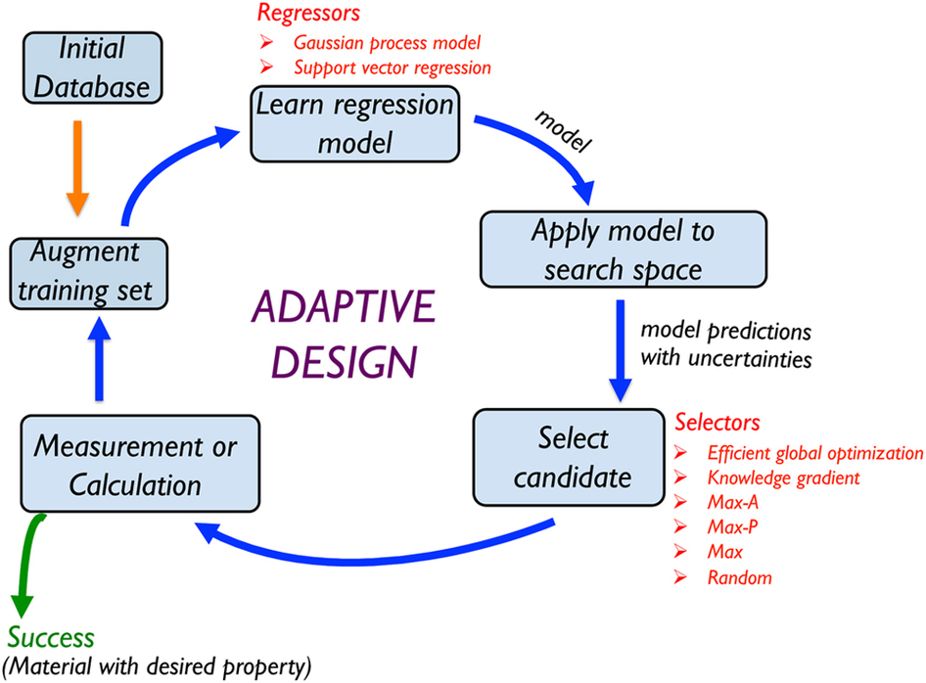 Regressors
➢ Gaussian process model
➢ Support vector regression
Initial
Database
Learn regression
model
model
Augment
training set
Apply model to
search space
ADAPTIVE
DESIGN
model predictions
with uncertainties
Measurement or
Calculation
Select
candidate
Selectors
➢ Efficient global optimization
➢ Knowledge gradient
➢ Max-A
➢ Max-P
➢ Max
➢ Random
Success
(Material with desired property)